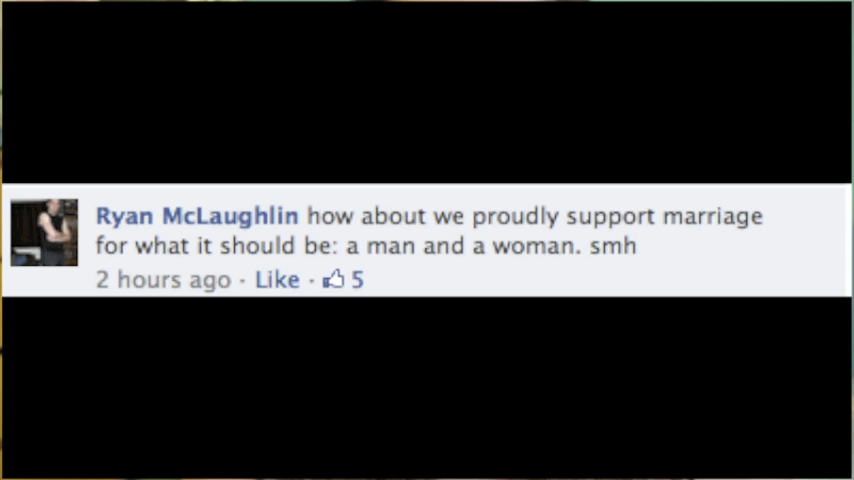 Ryan McLaughlin how about we proudly support marriage
for what it should be: a man and a woman. smh
2 hours ago · Like · 5